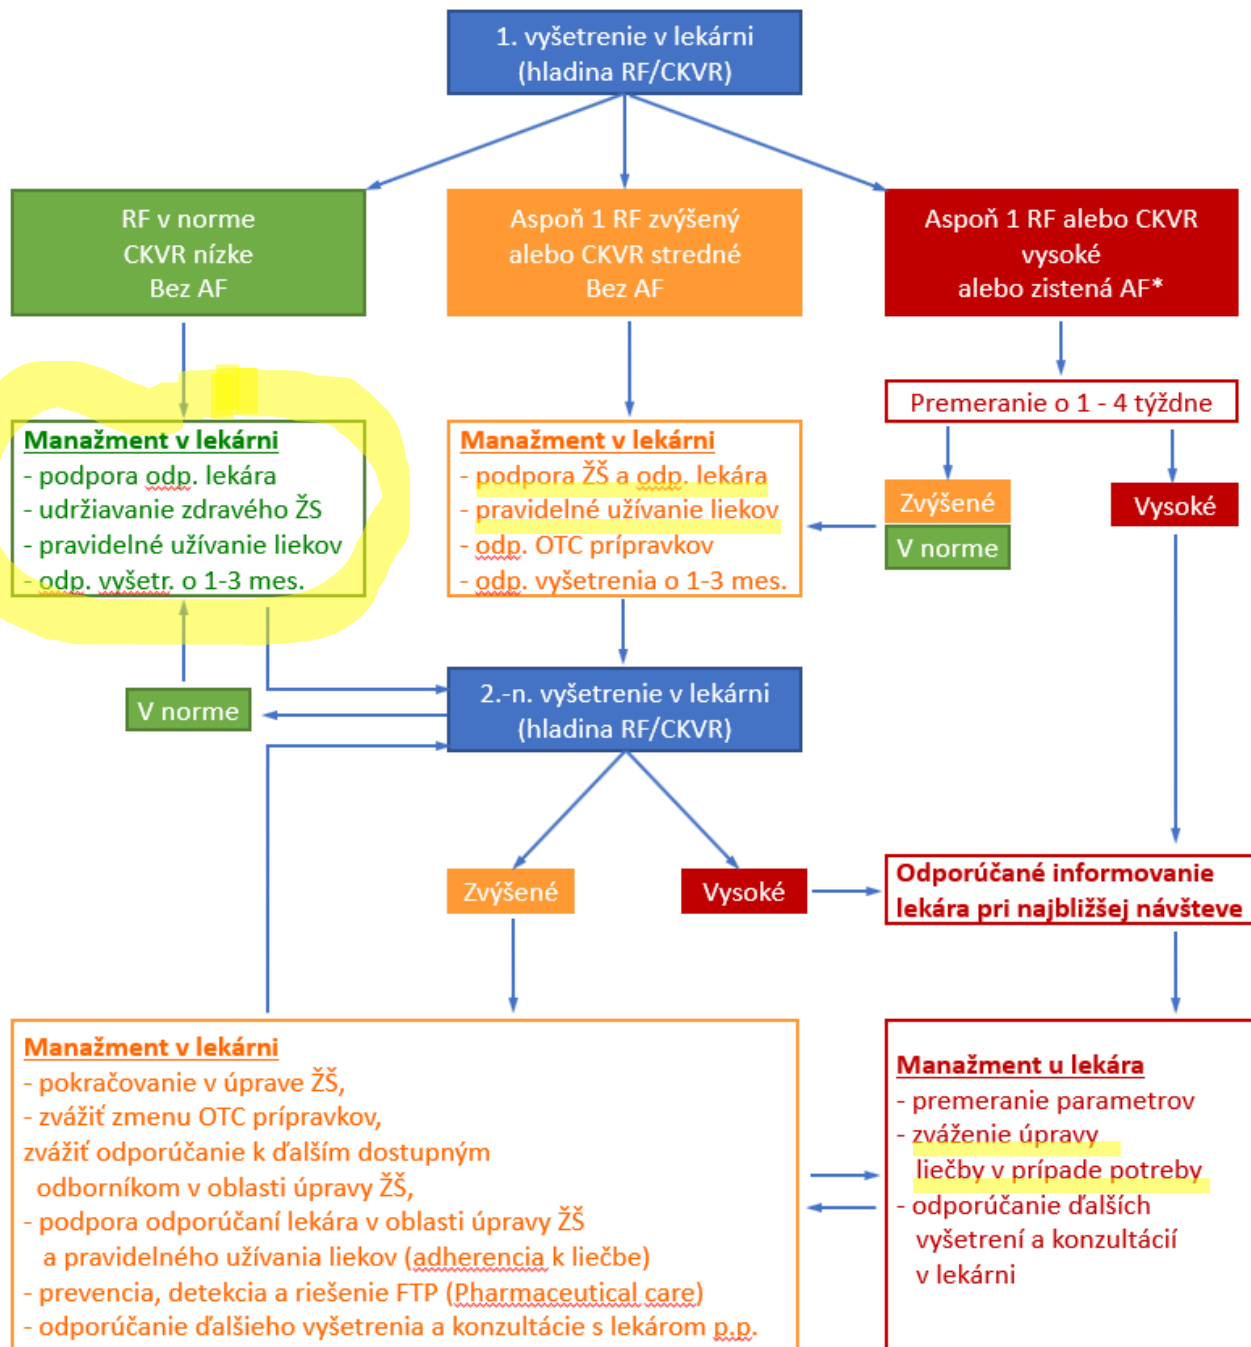 1. vyšetrenie v lekárni
(hladina RF/CKVR)
RF v norme
CKVR nízke
Bez AF
Aspoň 1 RF zvýšený
alebo CKVR stredné
Bez AF
Aspoň 1 RF alebo CKVR
vysoké
alebo zistená AF*
Premeranie o 1 - 4 týždne
Manažment v lekárni
- podpora odp. lekára
- udržiavanie zdravého ŽS
- pravidelné užívanie liekov
- odp. vyšetr. o 1-3 mes.
Manažment v lekárni
- podpora ŽŠ a odp. lekára
- pravidelné užívanie liekov
- odp. OTC prípravkov
- odp. vyšetrenia o 1-3 mes.
Zvýšené
V norme
Vysoké
V norme
2.-n. vyšetrenie v lekárni
(hladina RF/CKVR)
Zvýšené
Vysoké
Odporúčané informovanie
lekára pri najbližšej návšteve
Manažment v lekárni
- pokračovanie v úprave ŽŠ,
- zvážiť zmenu OTC prípravkov,
zvážiť odporúčanie k ďalším dostupným
odborníkom v oblasti úpravy ŽŠ,
- podpora odporúčaní lekára v oblasti úpravy ŽŠ
a pravidelného užívania liekov (adherencia k liečbe)
- prevencia, detekcia a riešenie FTP (Pharmaceutical care)
- odporúčanie ďalšieho vyšetrenia a konzultácie s lekárom p.p.
Manažment u lekára
- premeranie parametrov
- zváženie úpravy
liečby v prípade potreby
- odporúčanie ďalších
vyšetrení a konzultácií
v lekárni